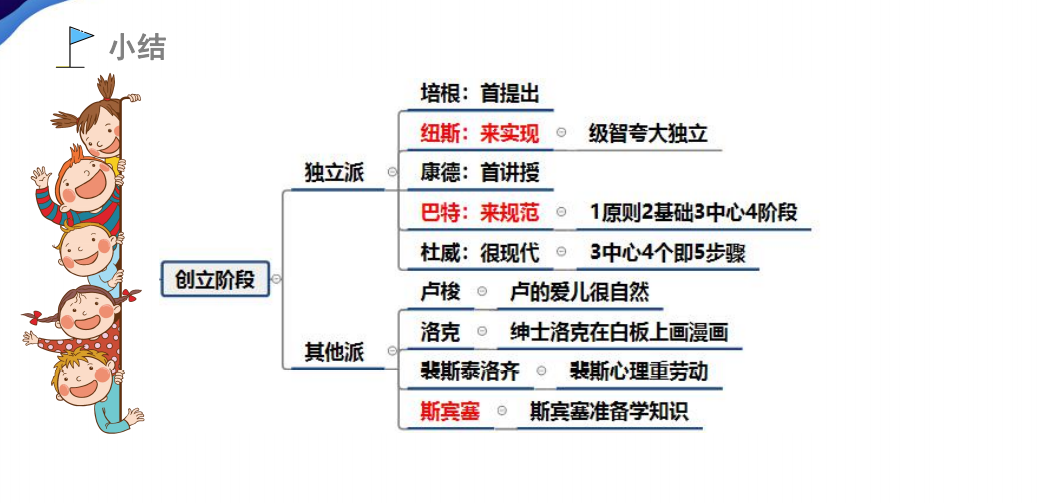 小结
创立阶段
独立派
培根：首提出
纽斯：来实现
级智夸大独立
康德：首讲授
巴特：来规范
1原则2基础3中心4阶段
杜威：很现代
3中心4个即5步骤
其他派
卢梭
卢的爱儿很自然
洛克
绅士洛克在白板上画漫画
裴斯泰洛齐
裴斯心理重劳动
斯宾塞
斯宾塞准备学知识